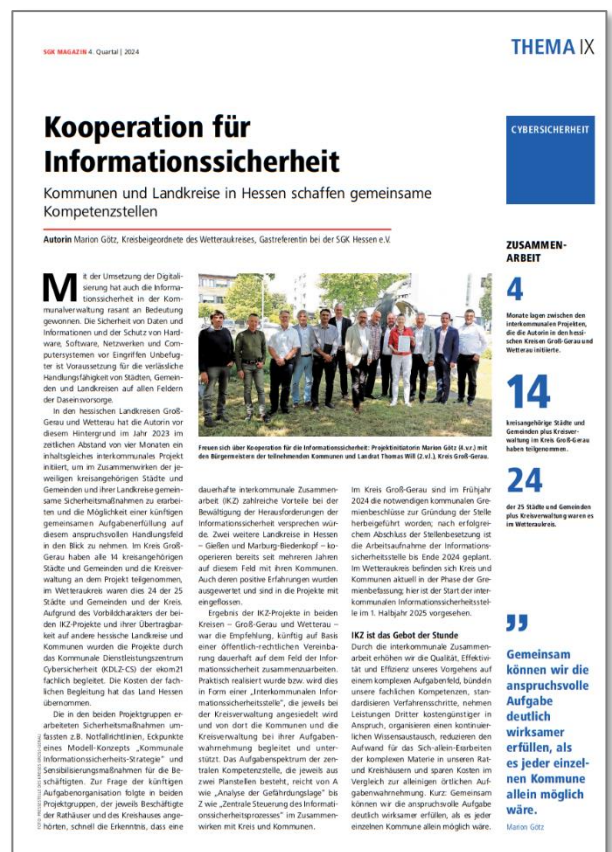 SGK MAGAZIN 4. Quartal | 2024
THEMA IX
CYBERSICHERHEIT
Kooperation für
Informationssicherheit
Kommunen und Landkreise in Hessen schaffen gemeinsame
Kompetenzstellen
Autorin Marion Götz, Kreisbeigeordnete des Wetteraukreises, Gastreferentin bei der SGK Hessen e.V.
Mit der Umsetzung der Digitali-
sierung hat auch die Informa-
tionssicherheit in der Kom-
munalverwaltung rasant an Bedeutung
gewonnen. Die Sicherheit von Daten und
Informationen und der Schutz von Hard-
ware, Software, Netzwerken und Com-
putersystemen vor Eingriffen Unbefug-
ter ist Voraussetzung für die verlässliche
Handlungsfähigkeit von Städten, Gemein-
den und Landkreisen auf allen Feldern
der Daseinsvorsorge.
In den hessischen Landkreisen Groß-
Gerau und Wetterau hat die Autorin vor
diesem Hintergrund im Jahr 2023 im
zeitlichen Abstand von vier Monaten ein
inhaltsgleiches interkommunales Projekt
initiiert, um im Zusammenwirken der je-
weiligen kreisangehörigen Städte und
Gemeinden und ihrer Landkreise gemein-
same Sicherheitsmaßnahmen zu erarbei-
ten und die Möglichkeit einer künftigen
gemeinsamen Aufgabenerfüllung auf
diesem anspruchsvollen Handlungsfeld
in den Blick zu nehmen. Im Kreis Groß-
Gerau haben alle 14 kreisangehörigen
Städte und Gemeinden und die Kreisver-
waltung an dem Projekt teilgenommen,
im Wetteraukreis waren dies 24 der 25
Städte und Gemeinden und der Kreis.
Aufgrund des Vorbildcharakters der bei-
den IKZ-Projekte und ihrer Übertragbar-
keit auf andere hessische Landkreise und
Kommunen wurden die Projekte durch
das Kommunale Dienstleistungszentrum
Cybersicherheit (KDLZ-CS) der ekom21
fachlich begleitet. Die Kosten der fach-
lichen Begleitung hat das Land Hessen
übernommen.
Die in den beiden Projektgruppen er-
arbeiteten Sicherheitsmaßnahmen um-
fassten z.B. Notfallrichtlinien, Eckpunkte
eines Modell-Konzepts „Kommunale
Informationssicherheits-Strategie" und
Sensibilisierungsmaßnahmen für die Be-
schäftigten. Zur Frage der künftigen
Aufgabenorganisation folgte in beiden
Projektgruppen, der jeweils Beschäftigte
der Rathäuser und des Kreishauses ange-
hörten, schnell die Erkenntnis, dass eine
Freuen sich über Kooperation für die Informationssicherheit: Projektinitiatorin Marion Götz (4.v.r.) mit
den Bürgermeistern der teilnehmenden Kommunen und Landrat Thomas Will (2.v.l.), Kreis Groß-Gerau.
dauerhafte interkommunale Zusammen-
arbeit (IKZ) zahlreiche Vorteile bei der
Bewältigung der Herausforderungen der
Informationssicherheit versprechen wür-
de. Zwei weitere Landkreise in Hessen
– Gießen und Marburg-Biedenkopf – ko-
operieren bereits seit mehreren Jahren
auf diesem Feld mit ihren Kommunen.
Auch deren positive Erfahrungen wurden
ausgewertet und sind in die Projekte mit
eingeflossen.
Ergebnis der IKZ-Projekte in beiden
Kreisen – Groß-Gerau und Wetterau –
war die Empfehlung, künftig auf Basis
einer öffentlich-rechtlichen Vereinba-
rung dauerhaft auf dem Feld der Infor-
mationssicherheit zusammenzuarbeiten.
Praktisch realisiert wurde bzw. wird dies
in Form einer „Interkommunalen Infor-
mationssicherheitsstelle", die jeweils bei
der Kreisverwaltung angesiedelt wird
und von dort die Kommunen und die
Kreisverwaltung bei ihrer Aufgaben-
wahrnehmung begleitet und unter-
stützt. Das Aufgabenspektrum der zen-
tralen Kompetenzstelle, die jeweils aus
zwei Planstellen besteht, reicht von A
wie „Analyse der Gefährdungslage" bis
Z wie „Zentrale Steuerung des Informati-
onssicherheitsprozesses" im Zusammen-
wirken mit Kreis und Kommunen.
Im Kreis Groß-Gerau sind im Frühjahr
2024 die notwendigen kommunalen Gre-
mienbeschlüsse zur Gründung der Stelle
herbeigeführt worden; nach erfolgrei-
chem Abschluss der Stellenbesetzung ist
die Arbeitsaufnahme der Informations-
sicherheitsstelle bis Ende 2024 geplant.
Im Wetteraukreis befinden sich Kreis und
Kommunen aktuell in der Phase der Gre-
mienbefassung; hier ist der Start der inter-
kommunalen Informationssicherheitsstel-
le im 1. Halbjahr 2025 vorgesehen.
IKZ ist das Gebot der Stunde
Durch die interkommunale Zusammen-
arbeit erhöhen wir die Qualität, Effektivi-
tät und Effizienz unseres Vorgehens auf
einem komplexen Aufgabenfeld, bündeln
unsere fachlichen Kompetenzen, stan-
dardisieren Verfahrensschritte, nehmen
Leistungen Dritter kostengünstiger in
Anspruch, organisieren einen kontinuier-
lichen Wissensaustausch, reduzieren den
Aufwand für das Sich-allein-Erarbeiten
der komplexen Materie in unseren Rat-
und Kreishäusern und sparen Kosten im
Vergleich zur alleinigen örtlichen Auf-
gabenwahrnehmung. Kurz: Gemeinsam
können wir die anspruchsvolle Aufgabe
deutlich wirksamer erfüllen, als es jeder
einzelnen Kommune allein möglich wäre.
ZUSAMMEN-
ARBEIT
4
Monate lagen zwischen den
interkommunalen Projekten,
die die Autorin in den hessi-
schen Kreisen Groß-Gerau und
Wetterau initiierte.
14
kreisangehörige Städte und
Gemeinden plus Kreisver-
waltung im Kreis Groß-Gerau
haben teilgenommen.
24
der 25 Städte und Gemeinden
plus Kreisverwaltung waren es
im Wetteraukreis.
”
Gemeinsam
können wir die
anspruchsvolle
Aufgabe
deutlich
wirksamer
erfüllen, als
es jeder einzel-
nen Kommune
allein möglich
wäre.
Marion Götz
FOTO: PRESSESTELLE DES KREISES GROSS-GERAU